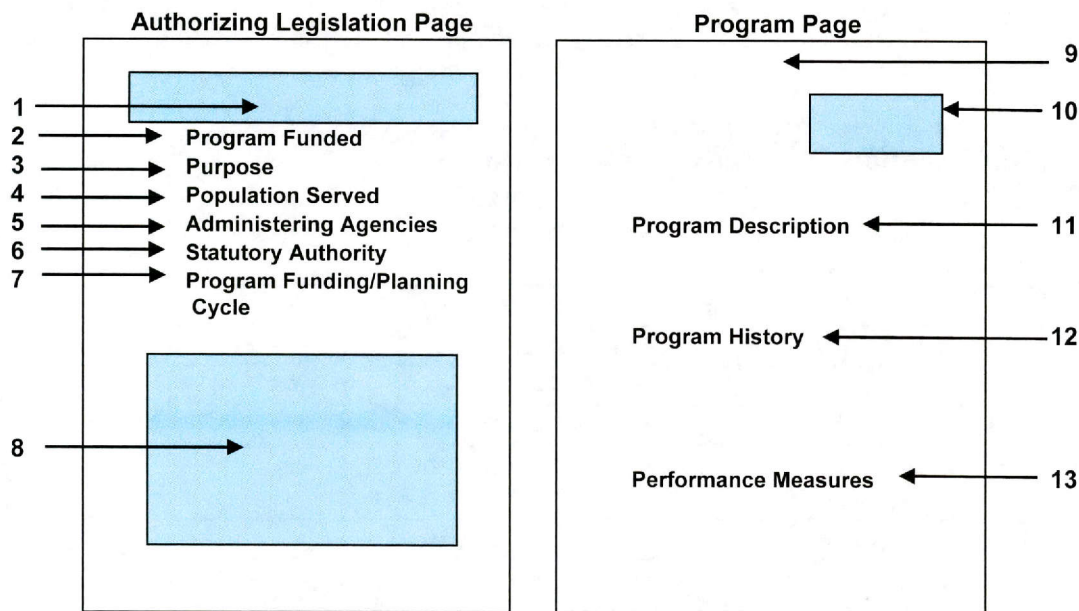 Authorizing Legislation Page
1
2 Program Funded
3 Purpose
4 Population Served
5 Administering Agencies
6 Statutory Authority
7 Program Funding/Planning
Cycle
8
Program Page
9
10
Program Description 11
Program History 12
Performance Measures 13